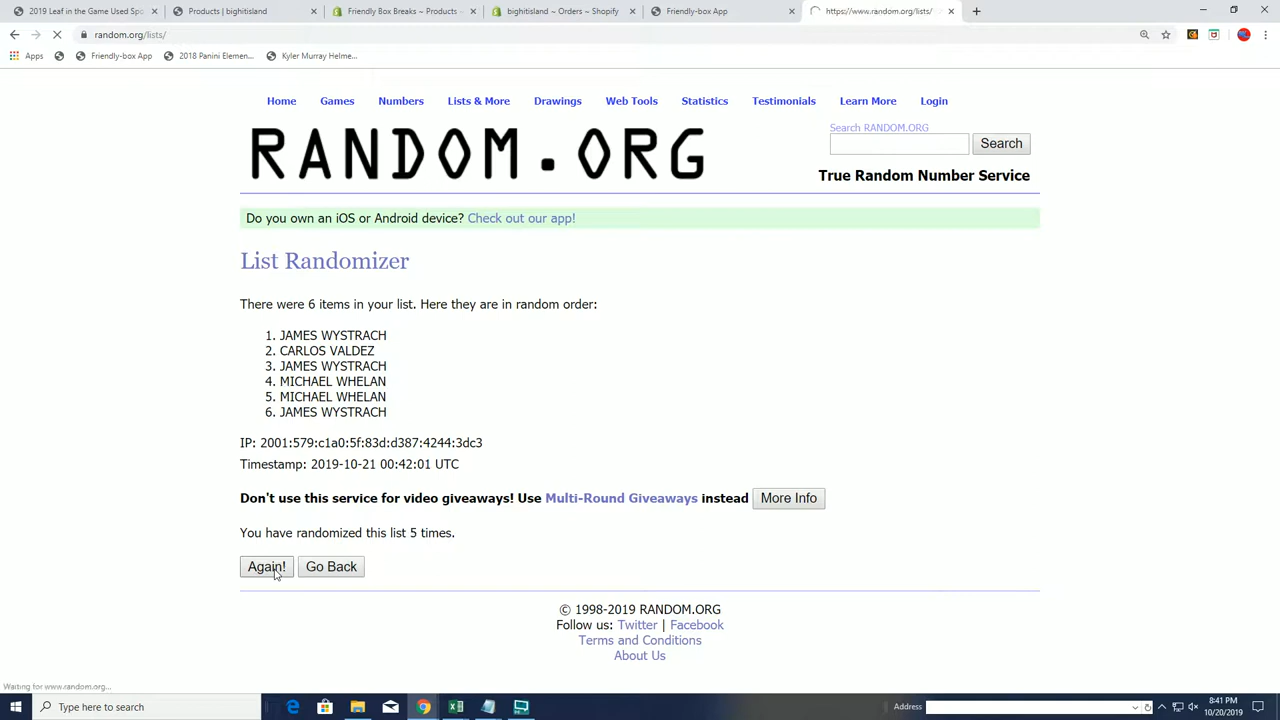 2019 Leaf in the Game Used Spo
Products | bightitisland
Friendly Box Breaks ~ Products ~
bightitisland ~ Orders ~ Shopify
Friendly-box App
https://www.random.org/lists/
random.org/lists/
Apps
Friendly-box App
2018 Panini Elemen...
Kyler Murray Helme...
Home Games Numbers Lists & More Drawings Web Tools Statistics Testimonials Learn More Login
RANDOM.ORG
Search RANDOM.ORG
Search
True Random Number Service
Do you own an iOS or Android device? Check out our app!
List Randomizer
There were 6 items in your list. Here they are in random order:
1. JAMES WYSTRACH
2. CARLOS VALDEZ
3. JAMES WYSTRACH
4. MICHAEL WHELAN
5. MICHAEL WHELAN
6. JAMES WYSTRACH
IP: 2001:579:c1a0:5f:83d:d387:4244:3dc3
Timestamp: 2019-10-21 00:42:01 UTC
Don't use this service for video giveaways! Use Multi-Round Giveaways instead More Info
You have randomized this list 5 times.
Again! Go Back
© 1998-2019 RANDOM.ORG
Follow us: Twitter | Facebook
Terms and Conditions
About Us
Waiting for www.random.org...
Type here to search
Address
8:41 PM
10/20/2019